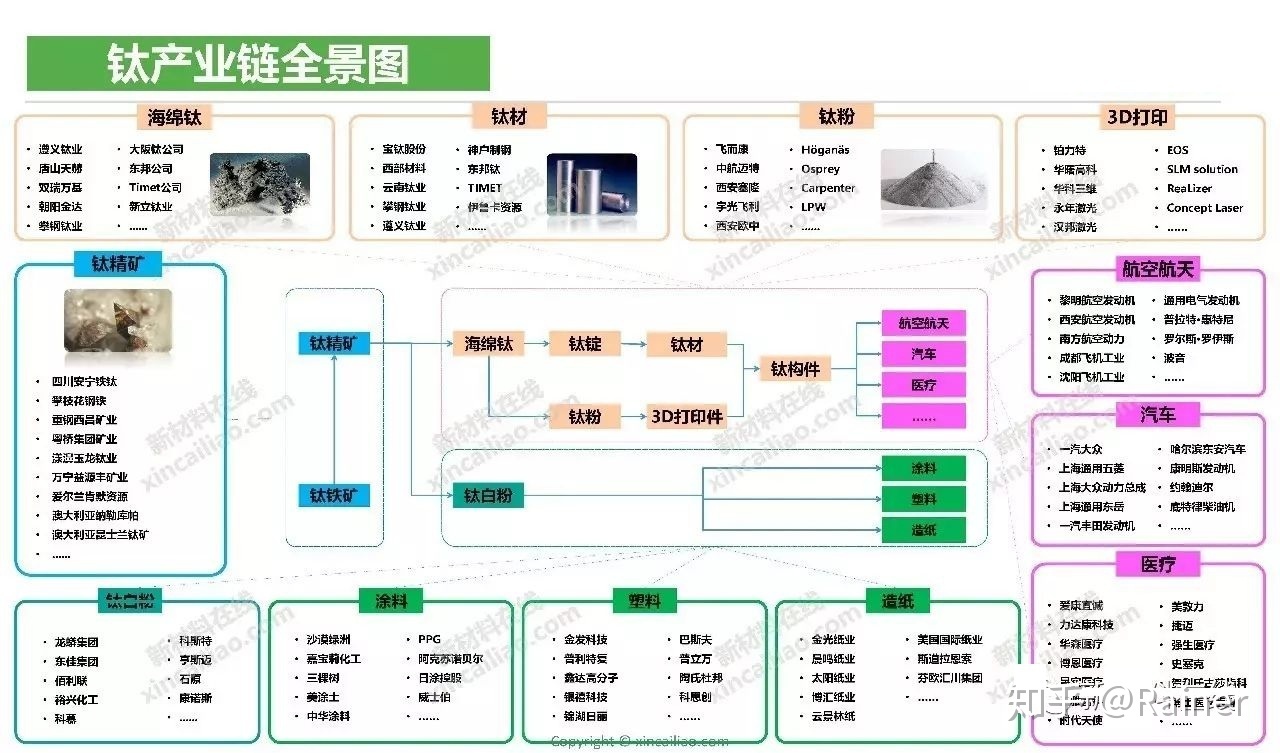 钛产业链全景图
海绵钛
遵义钛业
唐山天赫
双瑞万基
朝阳金达
攀钢钛业
大阪钛公司
东邦公司
Timet公司
新立钛业
......
钛材
宝钛股份
西部材料
云南钛业
攀钢钛业
遵义钛业
神户制钢
东邦钛
TIMET
伊鲁卡资源
......
钛粉
飞而康
中航迈特
西安赛隆
宇光飞利
西安欧中
Höganäs
Osprey
Carpenter
LPW
......
3D打印
铂力特
华曙高科
华科三维
永年激光
汉邦激光
EOS
SLM solution
ReaLizer
Concept Laser
......
钛精矿
四川安宁铁钛
攀枝花钢铁
重钢西昌矿业
粤桥集团矿业
漾濞玉龙钛业
万宁益源丰矿业
爱尔兰肯默资源
澳大利亚纳勒库帕
澳大利亚昆士兰钛矿
......
钛精矿
钛铁矿
海绵钛
钛锭
钛材
钛粉
3D打印件
钛构件
航空航天
汽车
医疗
......
钛白粉
涂料
塑料
造纸
航空航天
黎明航空发动机
西安航空发动机
南方航空动力
成都飞机工业
沈阳飞机工业
通用电气发动机
普拉特·惠特尼
罗尔斯·罗伊斯
波音
......
汽车
一汽大众
上海通用五菱
上海大众动力总成
上海通用东岳
一汽丰田发动机
哈尔滨东安汽车
康明斯发动机
约翰迪尔
底特律柴油机
......
医疗
爱康宜诚
力达康科技
华森医疗
博恩医疗
时代天使
美敦力
捷迈
强生医疗
史塞克
......
钛白粉
龙蟒集团
东佳集团
佰利联
裕兴化工
科慕
科斯特
亨斯迈
石原
康诺斯
......
涂料
沙漠绿洲
嘉宝莉化工
三棵树
美涂士
中华涂料
PPG
阿克苏诺贝尔
日涂控股
威士伯
......
塑料
金发科技
普利特复
鑫达高分子
银禧科技
锦湖日丽
巴斯夫
普立万
陶氏杜邦
科思创
......
造纸
金光纸业
晨鸣纸业
太阳纸业
博汇纸业
云景林纸
美国国际纸业
斯道拉恩索
芬欧汇川集团
......
新材料在线
xincailiao.com
知乎 @Rainer
Copyright © xincailiao.com